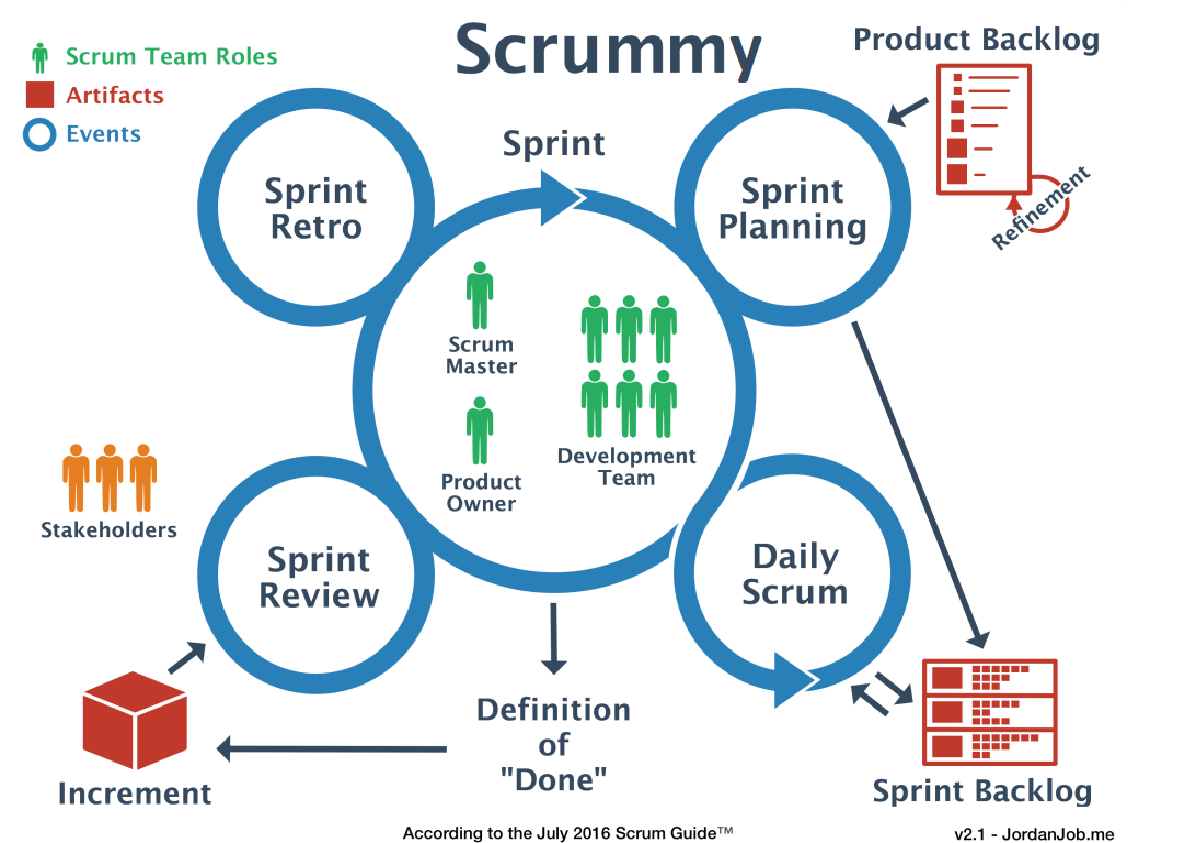 Scrummy
Scrum Team Roles
Artifacts
Events
Product Backlog
Refinement
Sprint
Sprint
Retro
Sprint
Planning
Scrum
Master
Product
Owner
Development
Team
Stakeholders
Sprint
Review
Daily
Scrum
Increment
Definition
of
"Done"
Sprint Backlog
According to the July 2016 Scrum Guide™
v2.1 - JordanJob.me